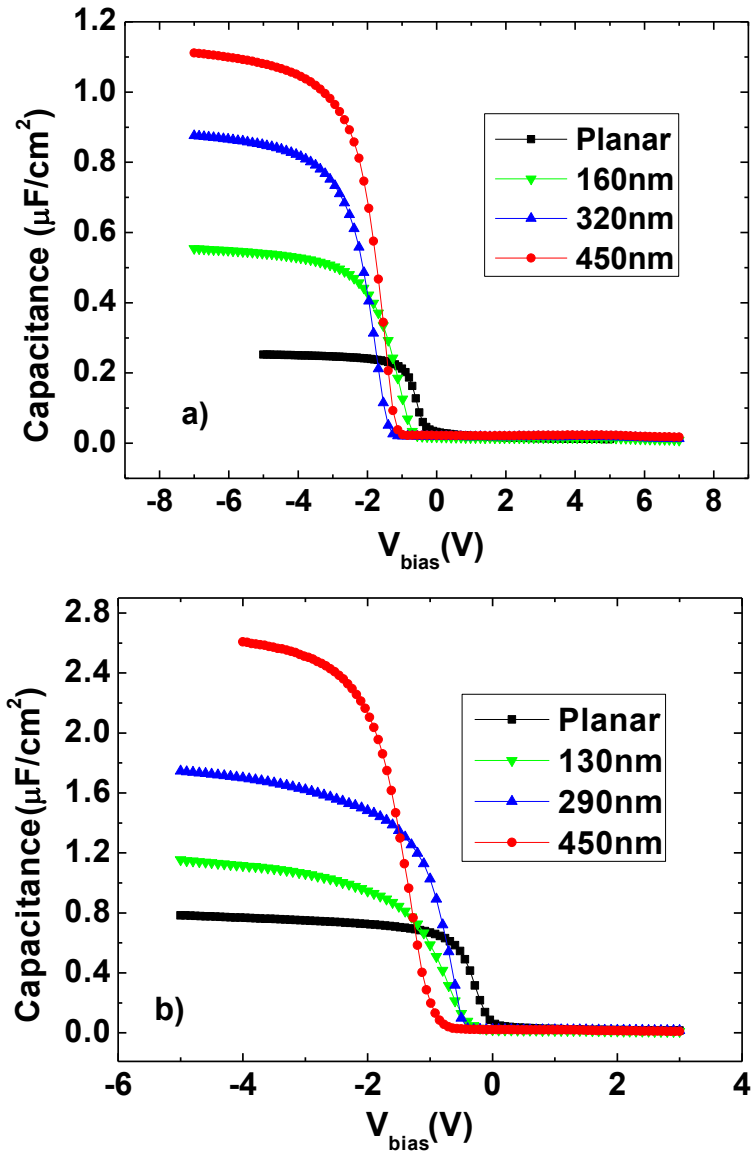 1.2
1.0
0.8
0.6
0.4
0.2
0.0
Capacitance (μF/cm²)
Planar
160nm
320nm
450nm
a)
-8 -6 -4 -2 0 2 4 6 8
V_bias(V)
2.8
2.4
2.0
1.6
1.2
0.8
0.4
0.0
Capacitance(μF/cm²)
Planar
130nm
290nm
450nm
b)
-6 -4 -2 0 2 4
V_bias(V)